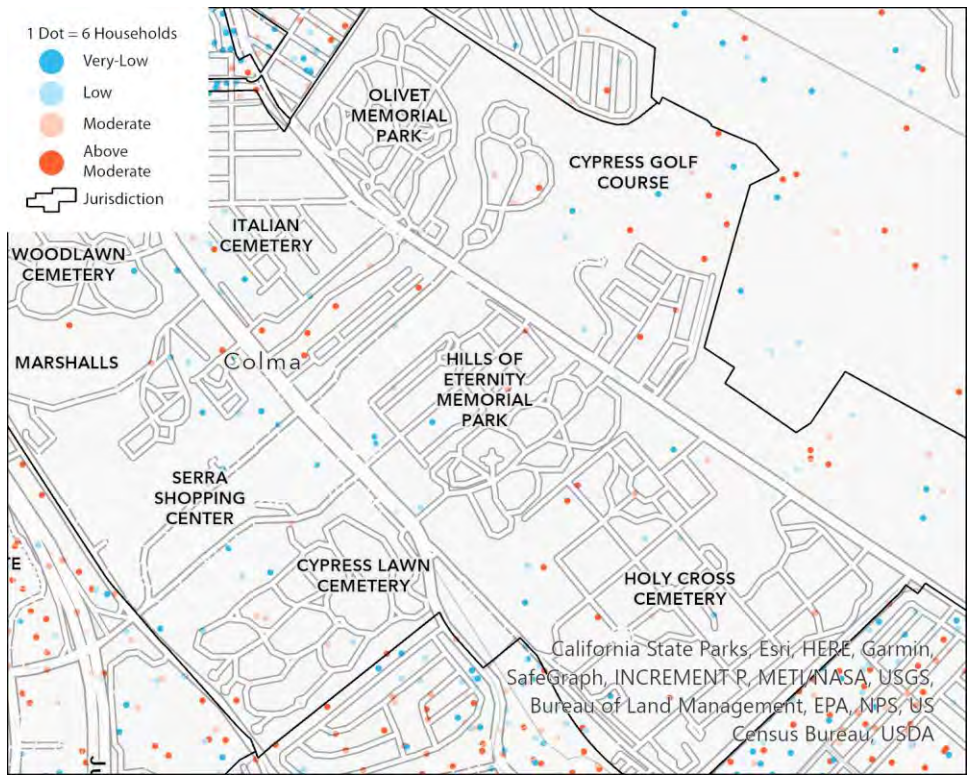 1 Dot = 6 Households
Very-Low
Low
Moderate
Above
Moderate
Jurisdiction
OLIVET
MEMORIAL
PARK
CYPRESS GOLF
COURSE
ITALIAN
CEMETERY
WOODLAWN
CEMETERY
MARSHALLS
Colma
HILLS OF
ETERNITY
MEMORIAL
PARK
SERRA
SHOPPING
CENTER
TE
CYPRESS LAWN
CEMETERY
HOLY CROSS
CEMETERY
California State Parks, Esri, HERE, Garmin,
SafeGraph, INCREMENT P, METI/NASA, USGS,
Bureau of Land Management, EPA, NPS, US
Census Bureau, USDA
Ju